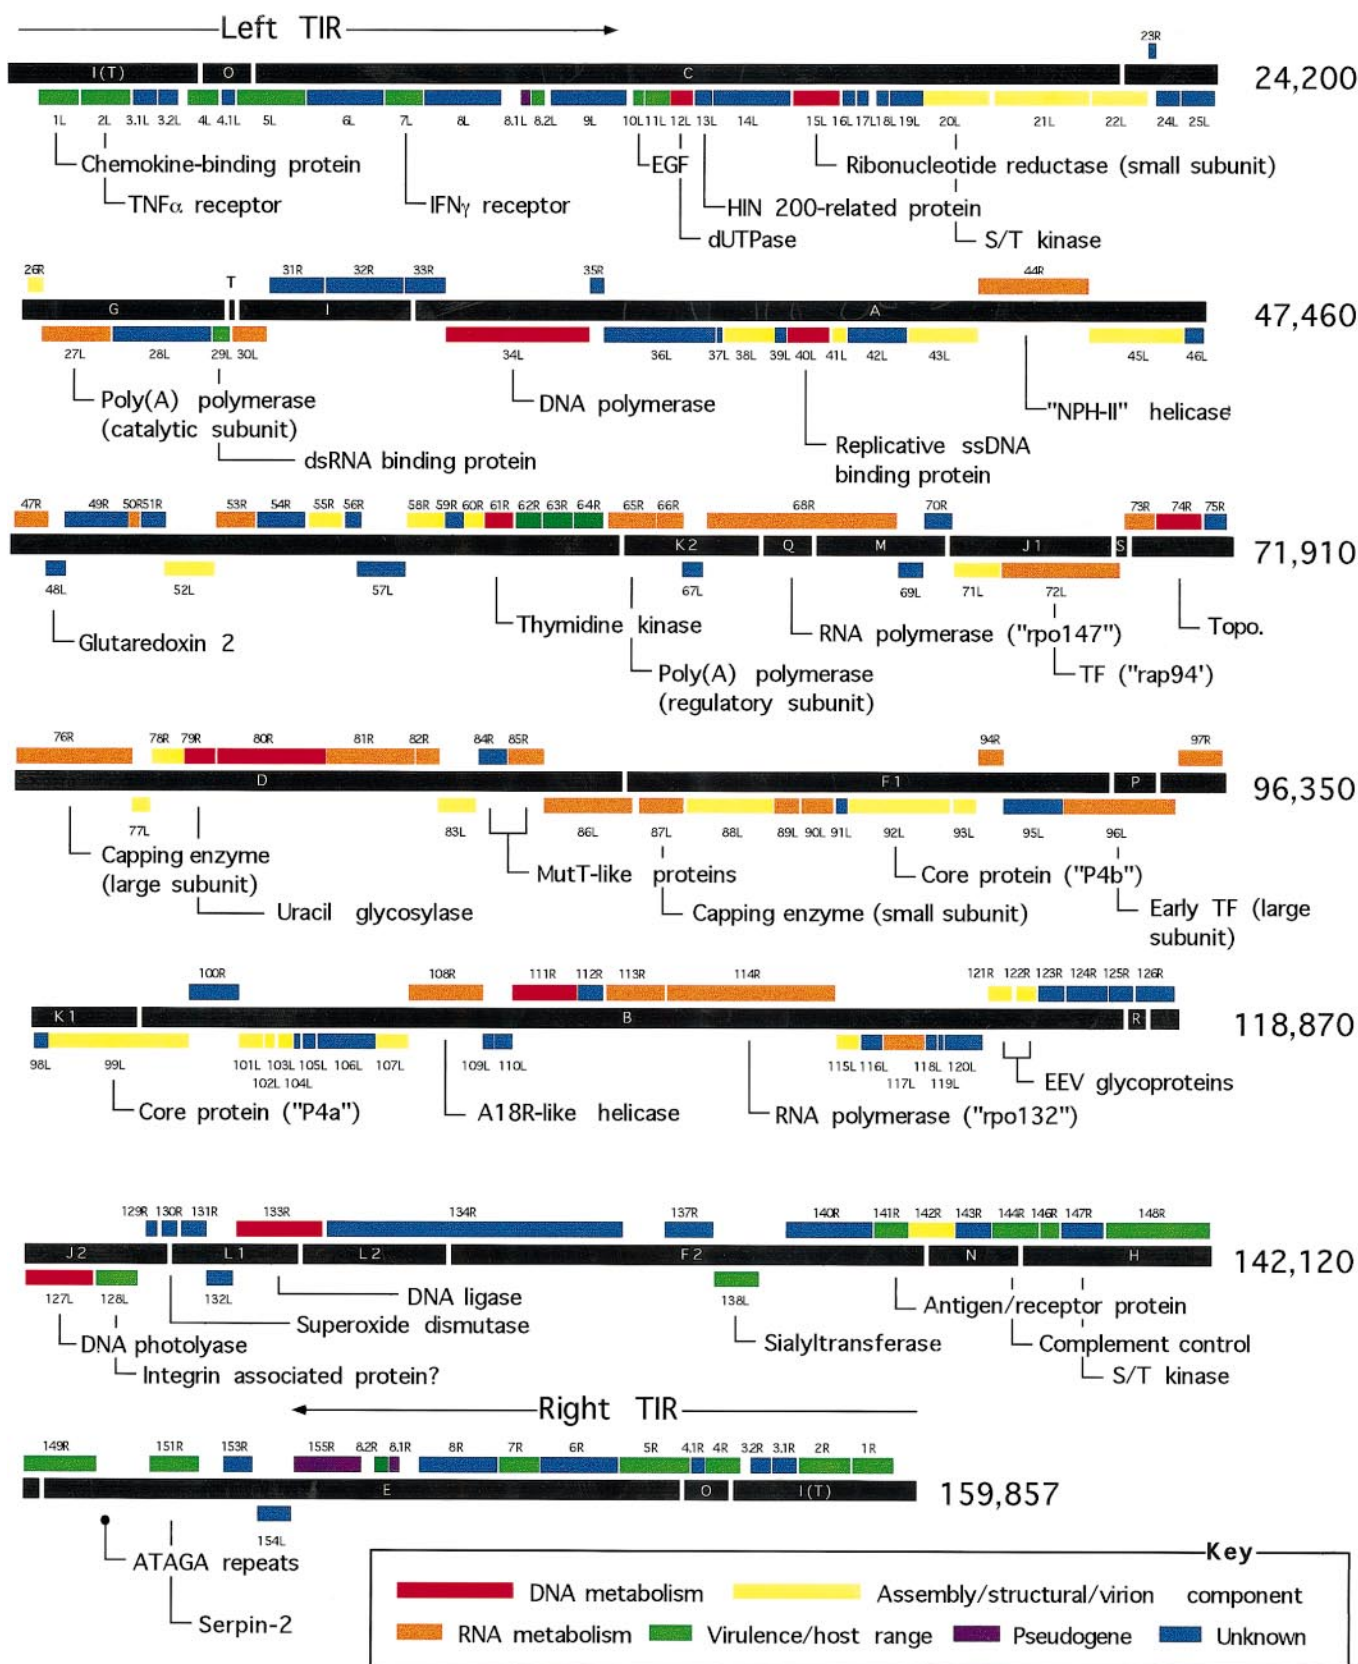 Left TIR
23R
I(T) O C
24,200
1L 2L 3.1L 3.2L 4L 4.1L 5L 6L 7L 8L 8.1L 8.2L 9L 10L 11L 12L 13L 14L 15L 16L 17L 18L 19L 20L 21L 22L 24L 25L
Chemokine-binding protein
EGF
Ribonucleotide reductase (small subunit)
TNFα receptor
IFNγ receptor
HIN 200-related protein
dUTPase
S/T kinase
26R T 31R 32R 33R 35R 44R
G I A
47,460
27L 28L 29L 30L 34L 36L 37L 38L 39L 40L 41L 42L 43L 45L 46L
Poly(A) polymerase
(catalytic subunit)
DNA polymerase
"NPH-II" helicase
dsRNA binding protein
Replicative ssDNA
binding protein
47R 49R 50R 51R 53R 54R 55R 56R 58R 59R 60R 61R 62R 63R 64R 65R 66R 68R 70R 73R 74R 75R
K2 Q M J1 S
71,910
48L 52L 57L 67L 69L 71L 72L
Glutaredoxin 2
Thymidine kinase
RNA polymerase ("rpo147")
Topo.
Poly(A) polymerase
(regulatory subunit)
TF ("rap94')
76R 78R 79R 80R 81R 82R 84R 85R 94R 97R
D F1 P
96,350
77L 83L 86L 87L 88L 89L 90L 91L 92L 93L 95L 96L
Capping enzyme
(large subunit)
MutT-like proteins
Core protein ("P4b")
Uracil glycosylase
Capping enzyme (small subunit)
Early TF (large
subunit)
100R 108R 111R 112R 113R 114R 121R 122R 123R 124R 125R 126R
K1 B R
118,870
98L 99L 101L 102L 103L 104L 105L 106L 107L 109L 110L 115L 116L 117L 118L 119L 120L
Core protein ("P4a")
A18R-like helicase
RNA polymerase ("rpo132")
EEV glycoproteins
129R 130R 131R 133R 134R 137R 140R 141R 142R 143R 144R 146R 147R 148R
J2 L1 L2 F2 N H
142,120
127L 128L 132L 138L
DNA ligase
Antigen/receptor protein
Superoxide dismutase
DNA photolyase
Sialyltransferase
Complement control
Integrin associated protein?
S/T kinase
Right TIR
149R 151R 153R 155R 8.2R 8.1R 8R 7R 6R 5R 4.1R 4R 3.2R 3.1R 2R 1R
E O I(T)
159,857
154L
ATAGA repeats
Serpin-2
Key
DNA metabolism
Assembly/structural/virion component
RNA metabolism
Virulence/host range
Pseudogene
Unknown